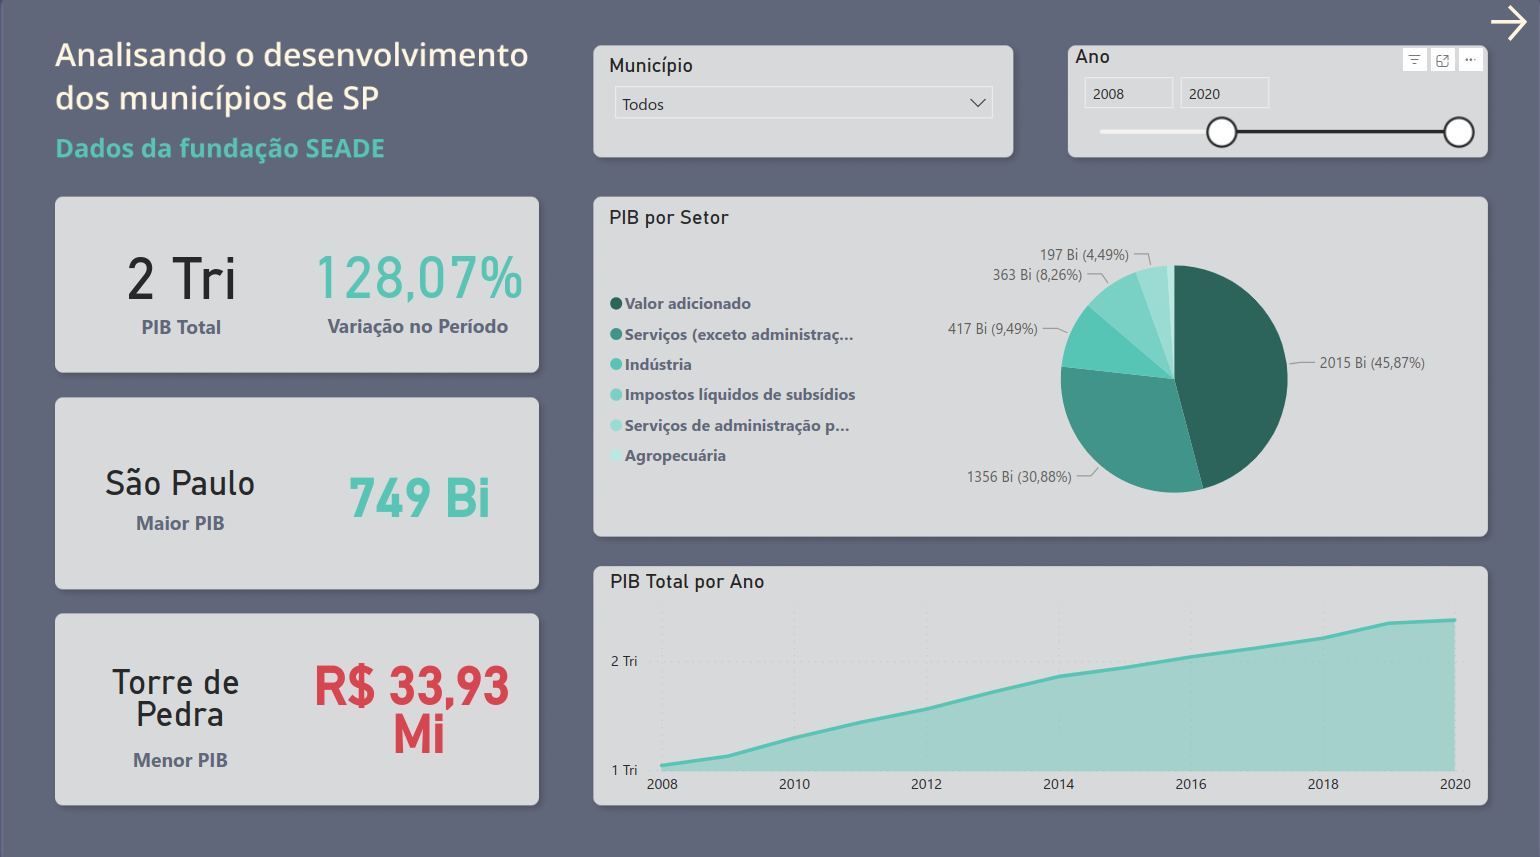 Analisando o desenvolvimento
dos municípios de SP
Dados da fundação SEADE
Município
Todos
Ano
2008
2020
2 Tri
PIB Total
128,07%
Variação no Período
São Paulo
Maior PIB
749 Bi
Torre de
Pedra
Menor PIB
R$ 33,93
Mi
PIB por Setor
Valor adicionado
Serviços (exceto administraç...
Indústria
Impostos líquidos de subsídios
Serviços de administração p...
Agropecuária
197 Bi (4,49%)
363 Bi (8,26%)
417 Bi (9,49%)
1356 Bi (30,88%)
2015 Bi (45,87%)
PIB Total por Ano
2 Tri
1 Tri
2008 2010 2012 2014 2016 2018 2020